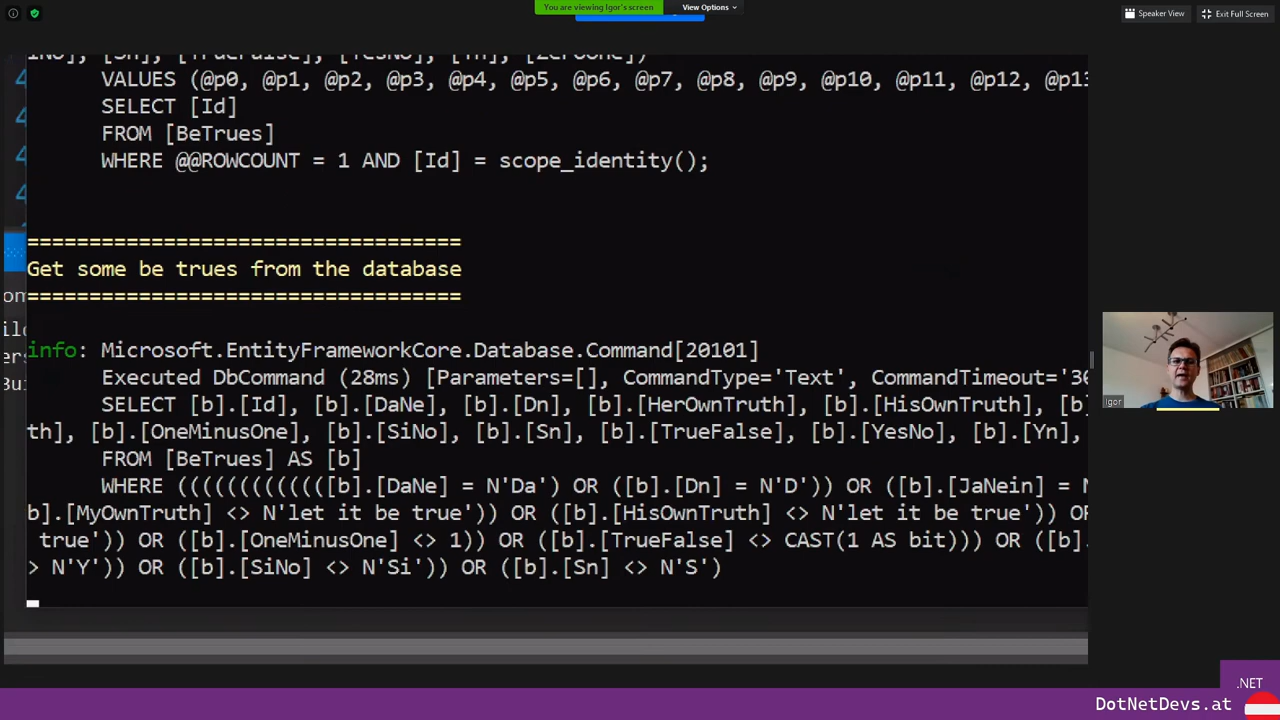 You are viewing Igor's screen
View Options
Speaker View
Exit Full Screen
VALUES (@p0, @p1, @p2, @p3, @p4, @p5, @p6, @p7, @p8, @p9, @p10, @p11, @p12, @p13
SELECT [Id]
FROM [BeTrues]
WHERE @@ROWCOUNT = 1 AND [Id] = scope_identity();
===================================
Get some be trues from the database
===================================
info: Microsoft.EntityFrameworkCore.Database.Command[20101]
Executed DbCommand (28ms) [Parameters=[], CommandType='Text', CommandTimeout='30
SELECT [b].[Id], [b].[DaNe], [b].[Dn], [b].[HerOwnTruth], [b].[HisOwnTruth], [b]
th], [b].[OneMinusOne], [b].[SiNo], [b].[Sn], [b].[TrueFalse], [b].[YesNo], [b].[Yn],
FROM [BeTrues] AS [b]
WHERE (((((((((((([b].[DaNe] = N'Da') OR ([b].[Dn] = N'D')) OR ([b].[JaNein] = N
b].[MyOwnTruth] <> N'let it be true')) OR ([b].[HisOwnTruth] <> N'let it be true')) OR
true')) OR ([b].[OneMinusOne] <> 1)) OR ([b].[TrueFalse] <> CAST(1 AS bit))) OR ([b].
> N'Y')) OR ([b].[SiNo] <> N'Si')) OR ([b].[Sn] <> N'S')
Igor
.NET
DotNetDevs.at